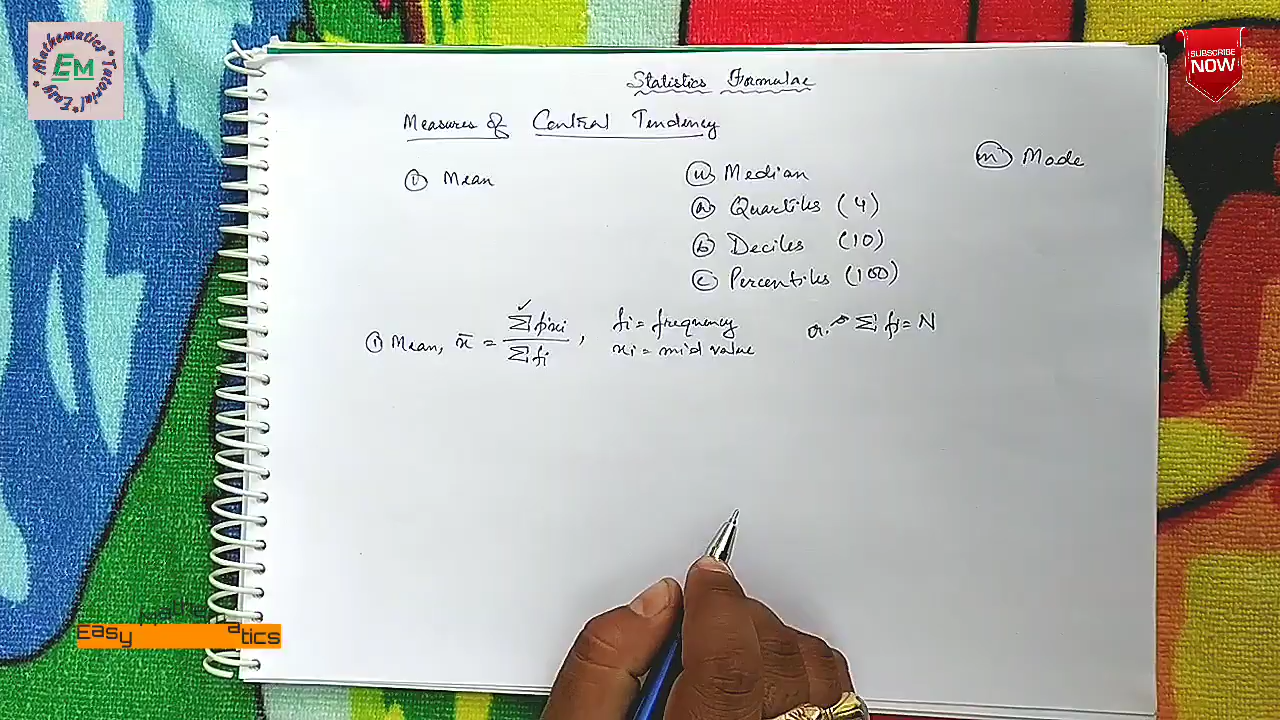 Mathematics Tutorial Easy
EM
SUBSCRIBE
NOW
Statistics Formulae
Measures of Central Tendency
(i) Mean
(ii) Median
(iii) Mode
(a) Quartiles (4)
(b) Deciles (10)
(c) Percentiles (100)
(i) Mean, x̄ = Σfixi / Σfi , fi = frequency
xi = mid value
or, Σfi = N
Easy
atics